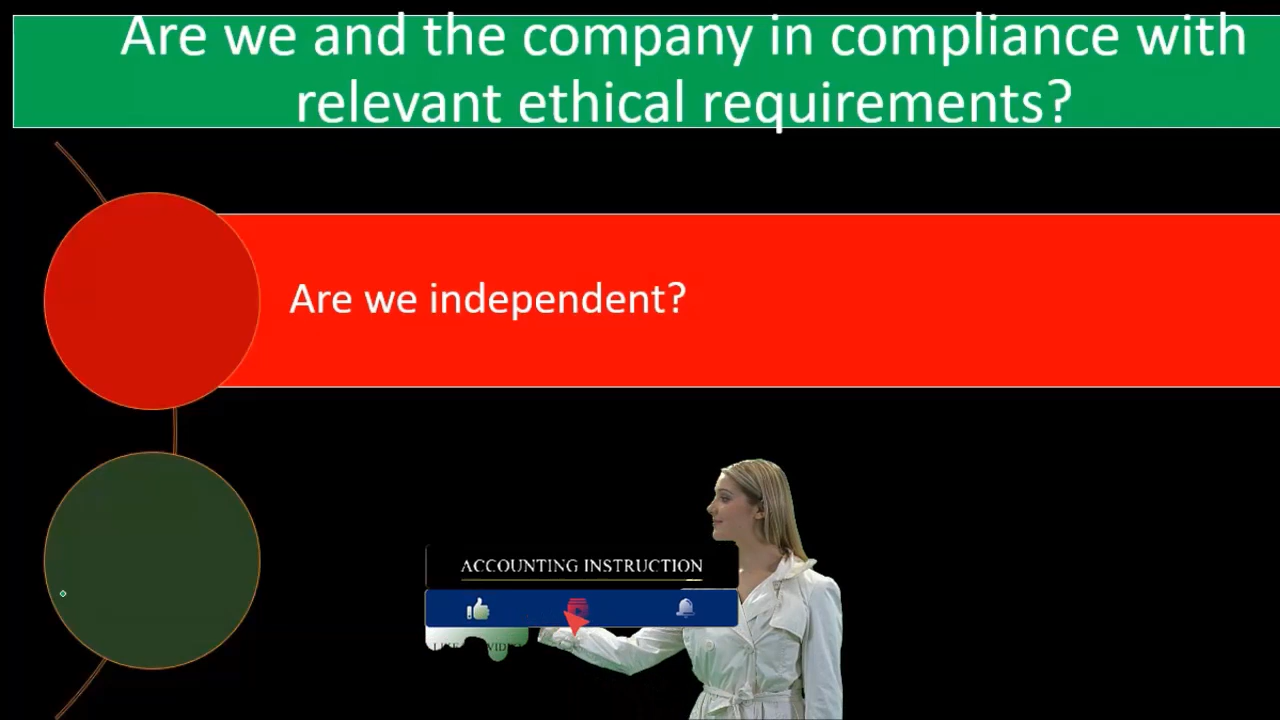 Are we and the company in compliance with
relevant ethical requirements?
Are we independent?
ACCOUNTING INSTRUCTION